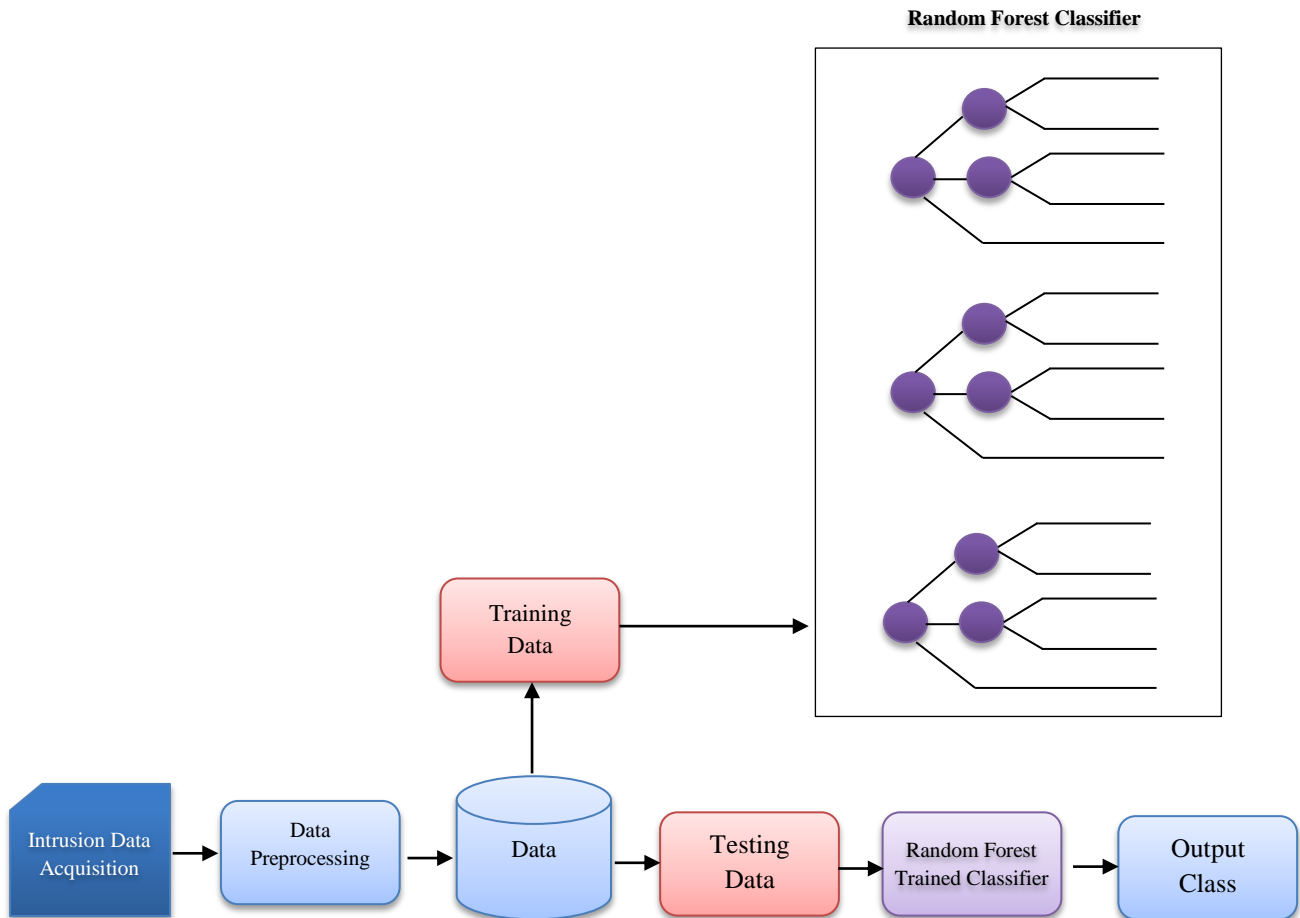 Random Forest Classifier
Training
Data
Intrusion Data
Acquisition
Data
Preprocessing
Data
Testing
Data
Random Forest
Trained Classifier
Output
Class